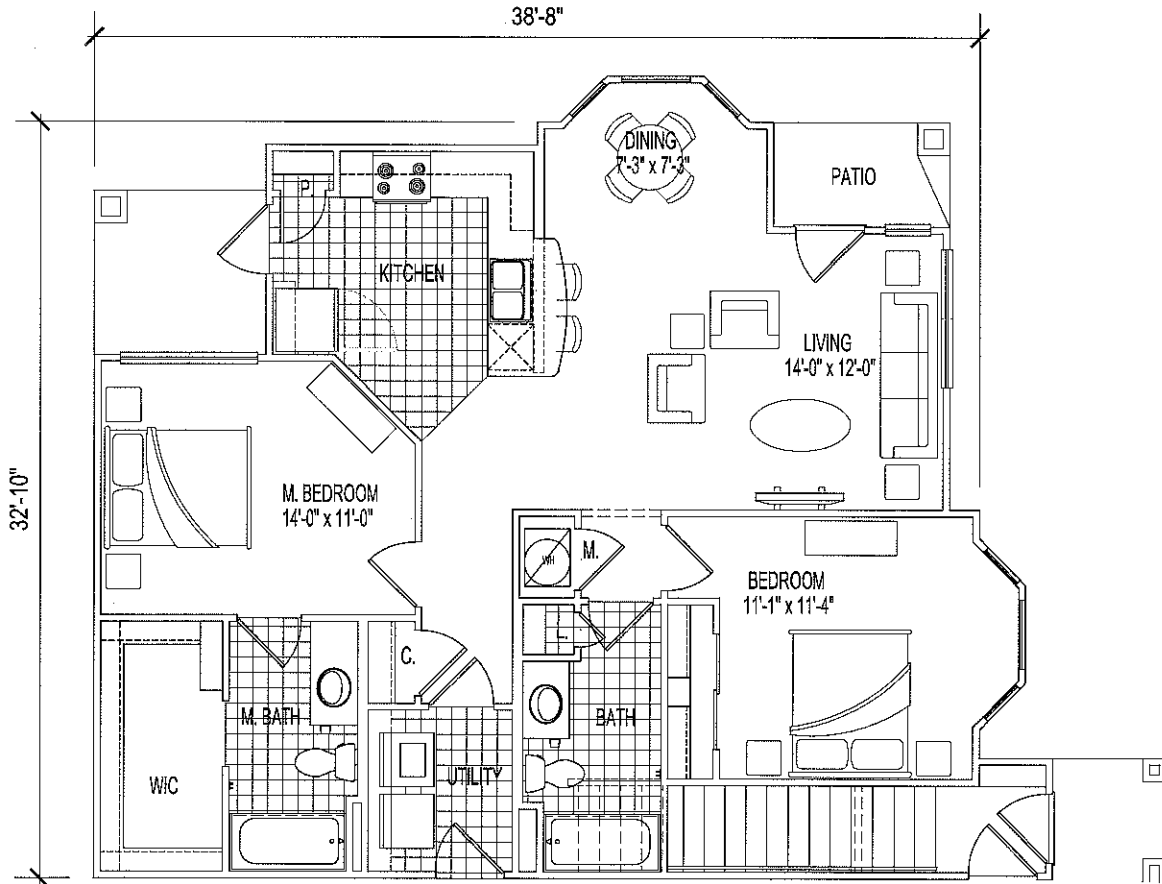 38'-8"
32'-10"
DINING
7'-3" x 7'-3"
PATIO
P.
KITCHEN
LIVING
14'-0" x 12'-0"
M. BEDROOM
14'-0" x 11'-0"
WH
M.
BEDROOM
11'-1" x 11'-4"
L.
C.
M. BATH
BATH
WIC
UTILITY